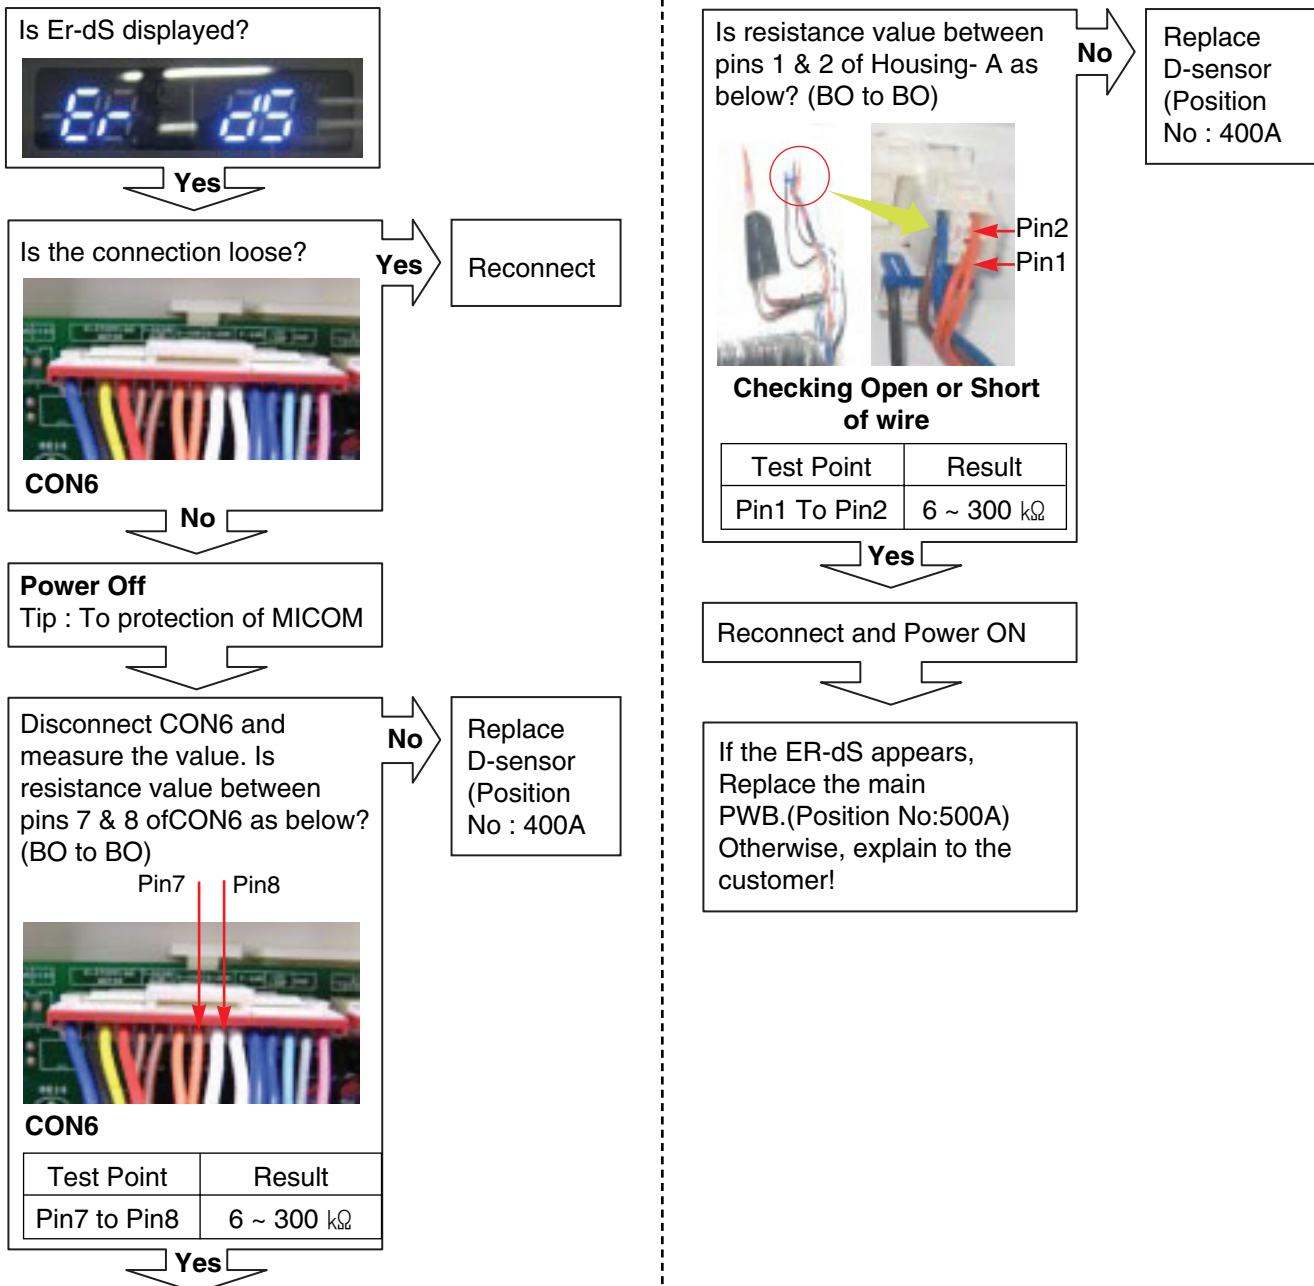 Is Er-dS displayed?
Er - dS
Yes
Is the connection loose?
Yes
Reconnect
CON6
No
Power Off
Tip : To protection of MICOM
Disconnect CON6 and
measure the value. Is
resistance value between
pins 7 & 8 ofCON6 as below?
(BO to BO)
No
Replace
D-sensor
(Position
No : 400A
Pin7
Pin8
CON6
Test Point Result
Pin7 to Pin8 6 ~ 300 kΩ
Yes
Is resistance value between
pins 1 & 2 of Housing- A as
below? (BO to BO)
No
Replace
D-sensor
(Position
No : 400A
Pin2
Pin1
Checking Open or Short
of wire
Test Point Result
Pin1 To Pin2 6 ~ 300 kΩ
Yes
Reconnect and Power ON
If the ER-dS appears,
Replace the main
PWB.(Position No:500A)
Otherwise, explain to the
customer!